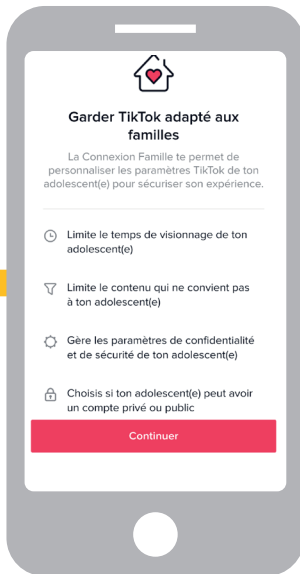 Garder TikTok adapté aux
familles
La Connexion Famille te permet de
personnaliser les paramètres TikTok de ton
adolescent(e) pour sécuriser son expérience.
Limite le temps de visionnage de ton
adolescent(e)
Limite le contenu qui ne convient pas
à ton adolescent(e)
Gère les paramètres de confidentialité
et de sécurité de ton adolescent(e)
Choisis si ton adolescent(e) peut avoir
un compte privé ou public
Continuer